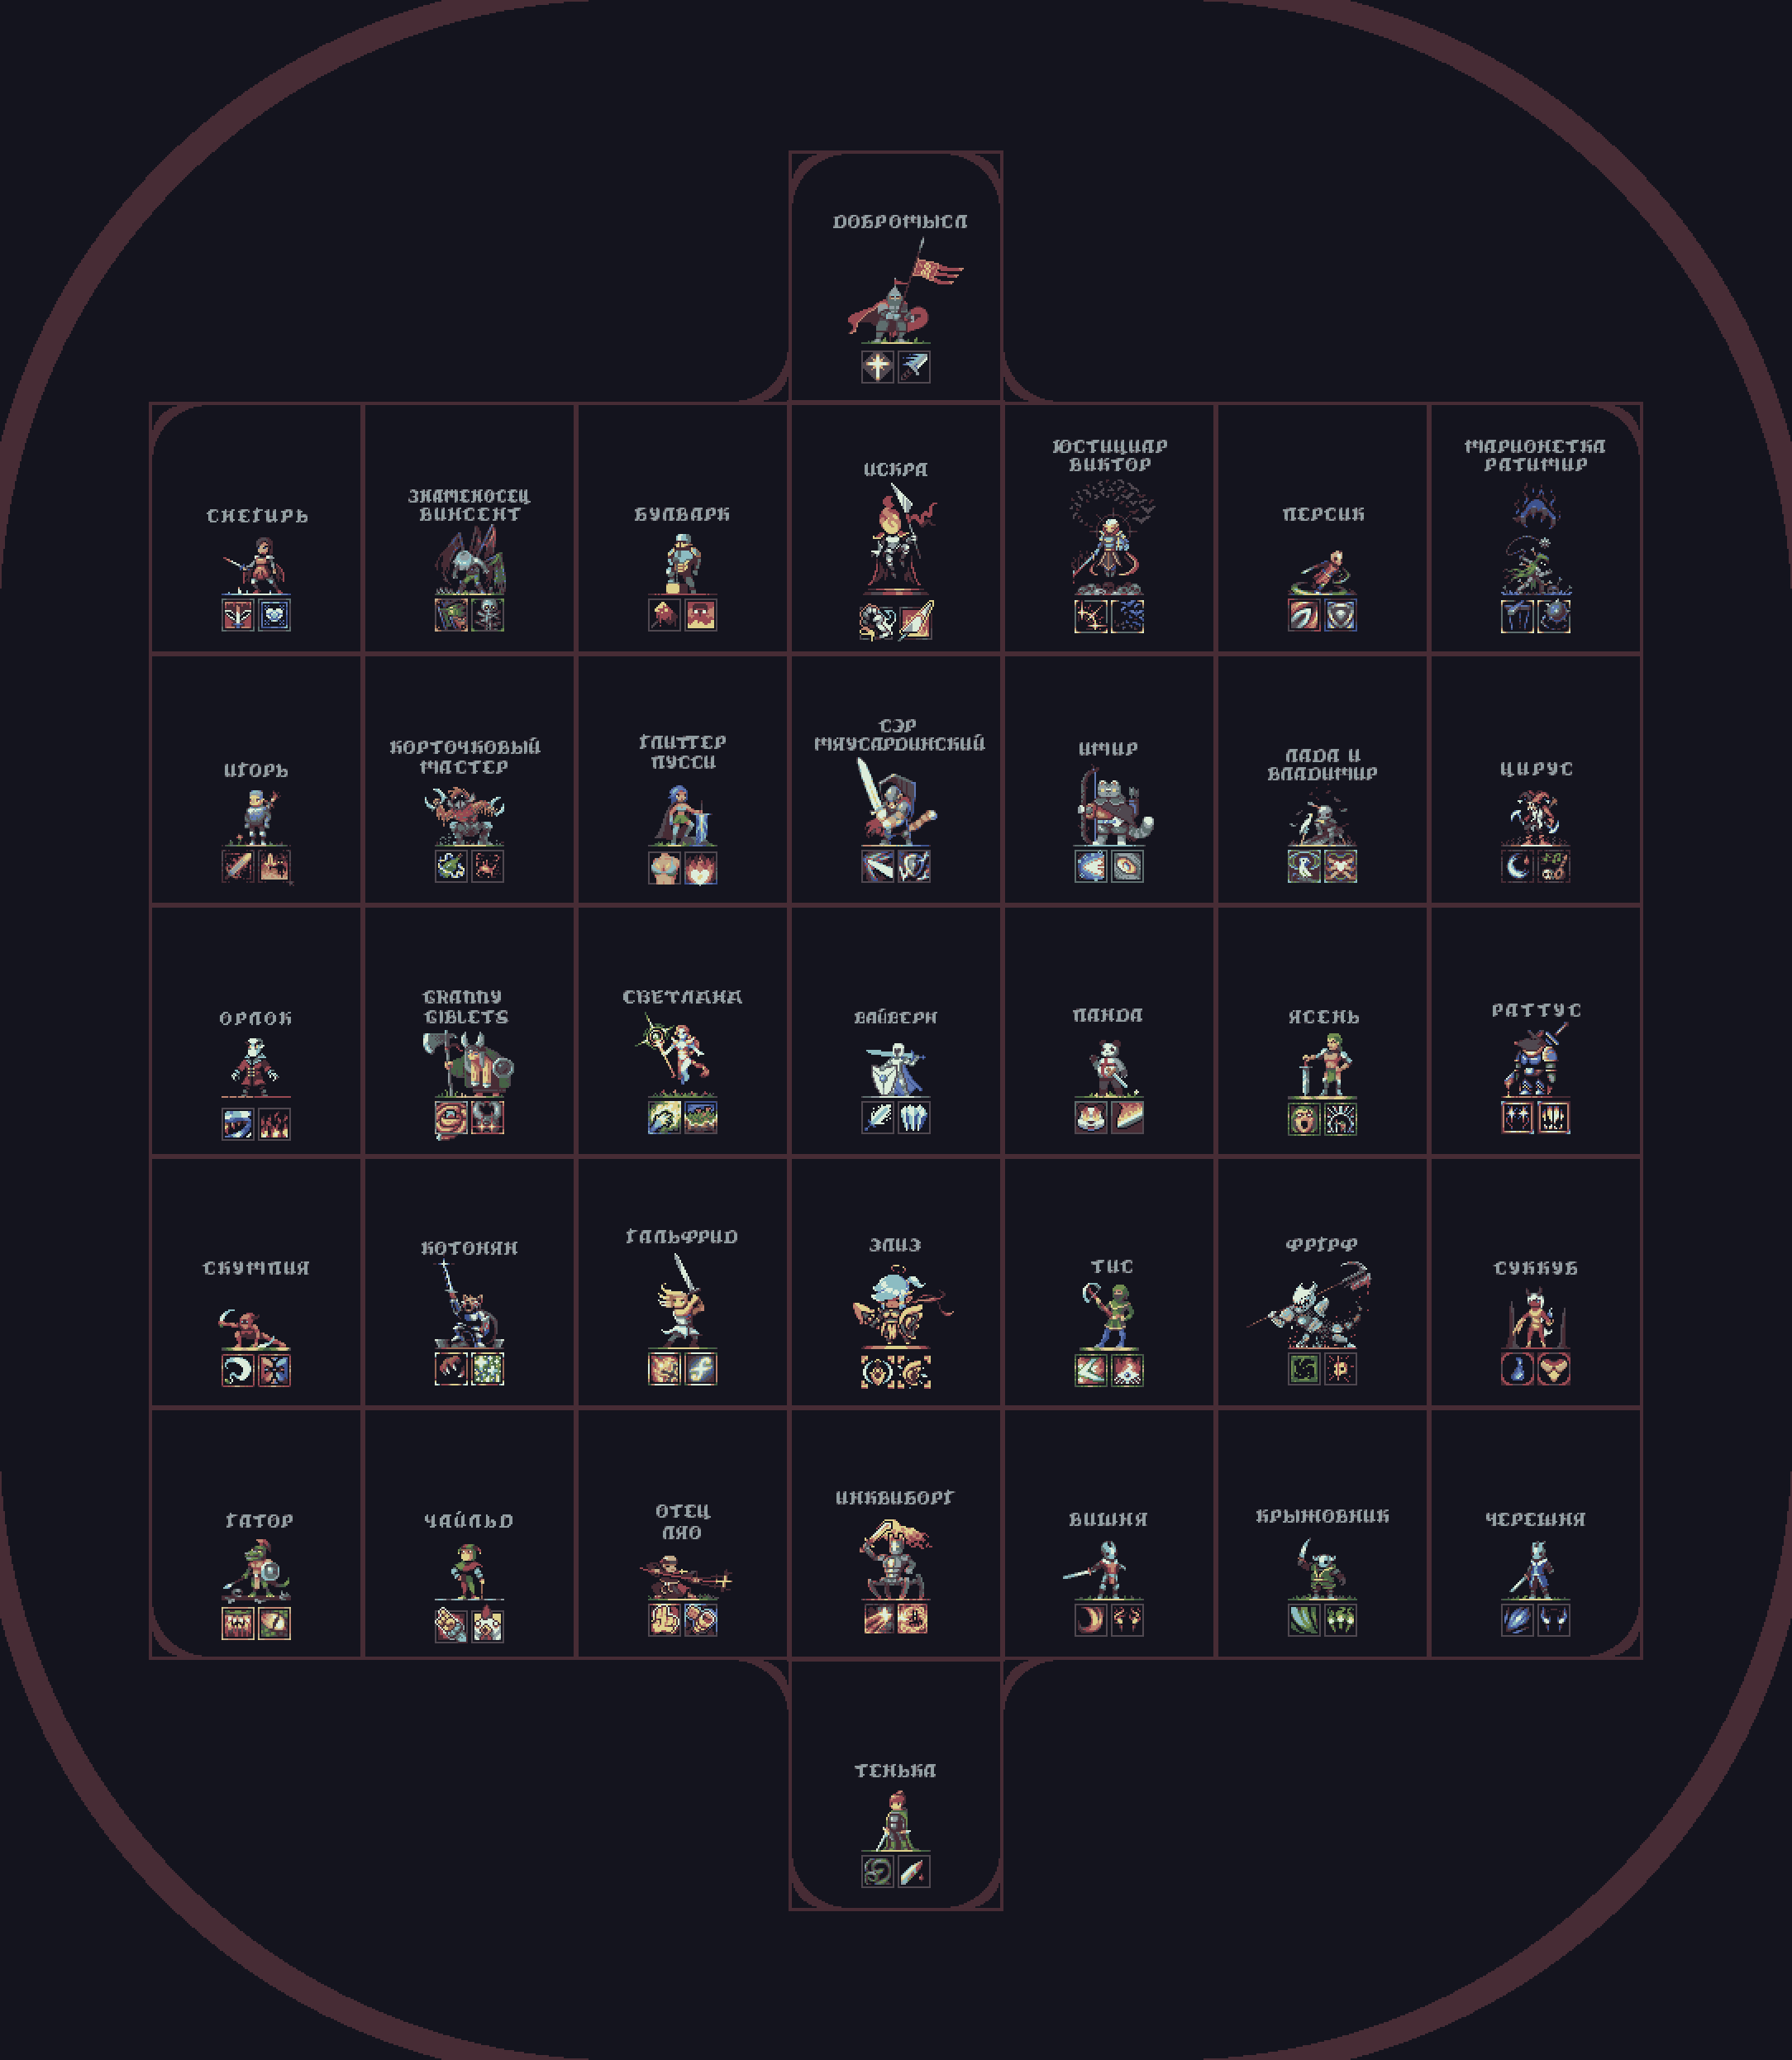 ДОБРОМЫСЛ
СНЕГИРЬ
ЗНАМЕНОСЕЦ
ВИНСЕНТ
БУЛВАРК
ИСКРА
ЮСТИЦИАР
ВИКТОР
ПЕРСИК
МАРИОНЕТКА
РАТИМИР
ИГОРЬ
КОРТОЧКОВЫЙ
МАСТЕР
ГЛИТТЕР
ПУССИ
СЭР
МЯУСАРДИНСКИЙ
ИМИР
ЛАДА И
ВЛАДИМИР
ЦИРУС
ОРЛОК
GRANNY
GIBLETS
СВЕТЛАНА
ВАЙВЕРН
ПАНДА
ЯСЕНЬ
РАТТУС
СКУМПИЯ
КОТОНЯН
ГАЛЬФРИД
ЭЛИЗ
ТИС
ФРГРФ
СУККУБ
ГАТОР
ЧАЙЛЬД
ОТЕЦ
ЛЯО
ИНКВИБОРГ
ВИШНЯ
КРЫЖОВНИК
ЧЕРЕШНЯ
ТЕНЬКА